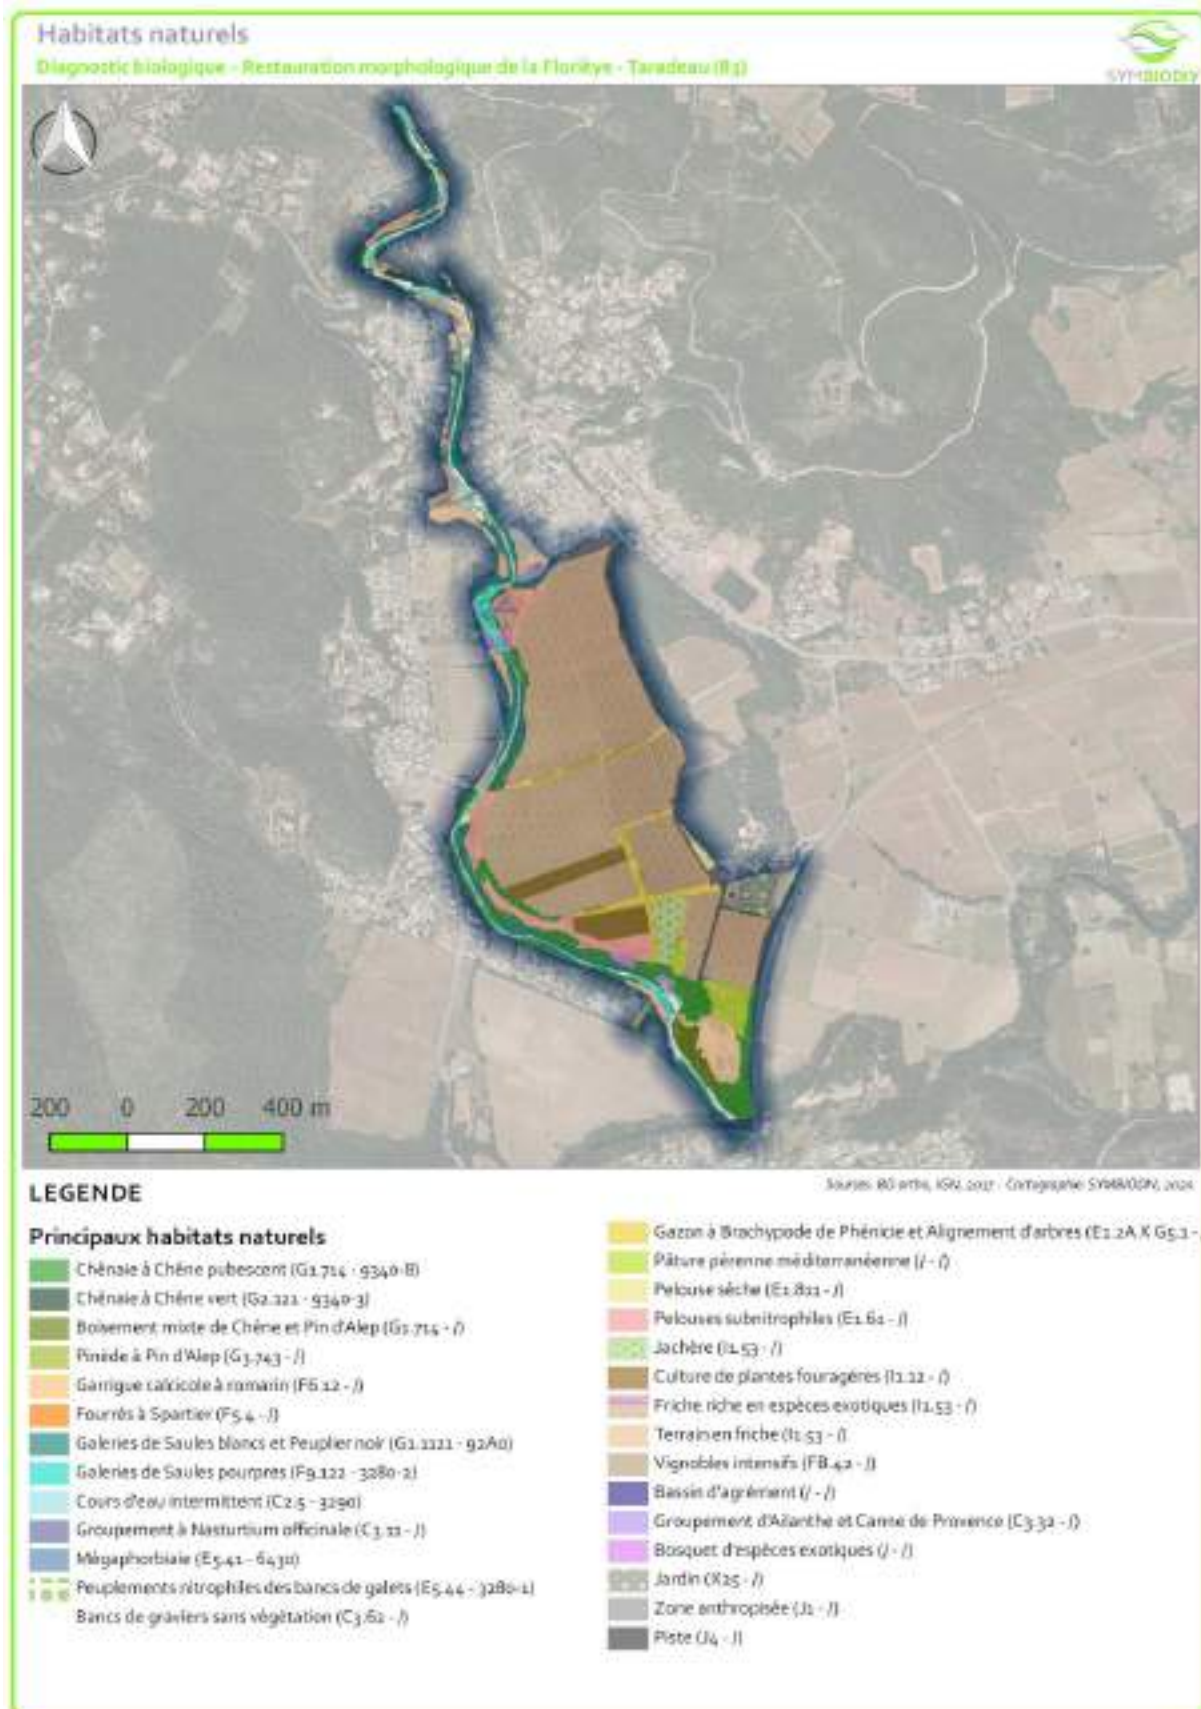 Habitats naturels
Diagnostic biologique - Restauration morphologique de la Florièye - Taradeau (83)
SYMBIODIV
200 0 200 400 m
LEGENDE
Sources: BD ortho, IGN, 2017 - Cartographie: SYMBIODIV, 2020
Principaux habitats naturels
Chênaie à Chêne pubescent (G1.714 - 9340-8)
Chênaie à Chêne vert (G2.121 - 9340-3)
Boisement mixte de Chêne et Pin d'Alep (G1.714 - /)
Pinède à Pin d'Alep (G3.743 - /)
Garrigue calcicole à romarin (F6.12 - /)
Fourrés à Spartier (F5.4 - /)
Galeries de Saules blancs et Peuplier noir (G1.1121 - 92A0)
Galeries de Saules pourpres (F9.122 - 3280-2)
Cours d'eau intermittent (C2.5 - 3290)
Groupement à Nasturtium officinale (C3.11 - /)
Mégaphorbiaie (E5.41 - 6430)
Peuplements nitrophiles des bancs de galets (E5.44 - 3280-1)
Bancs de graviers sans végétation (C3.62 - /)
Gazon à Brachypode de Phénicie et Alignement d'arbres (E1.2A X G5.1 -
Pâture pérenne méditerranéenne (/ - /)
Pelouse sèche (E1.811 - /)
Pelouses subnitrophiles (E1.61 - /)
Jachère (I1.53 - /)
Culture de plantes fouragères (I1.12 - /)
Friche riche en espèces exotiques (I1.53 - /)
Terrain en friche (I1.53 - /)
Vignobles intensifs (FB.42 - /)
Bassin d'agrément (/ - /)
Groupement d'Ailanthe et Canne de Provence (C3.32 - /)
Bosquet d'espèces exotiques (/ - /)
Jardin (X25 - /)
Zone anthropisée (J1 - /)
Piste (J4 - /)